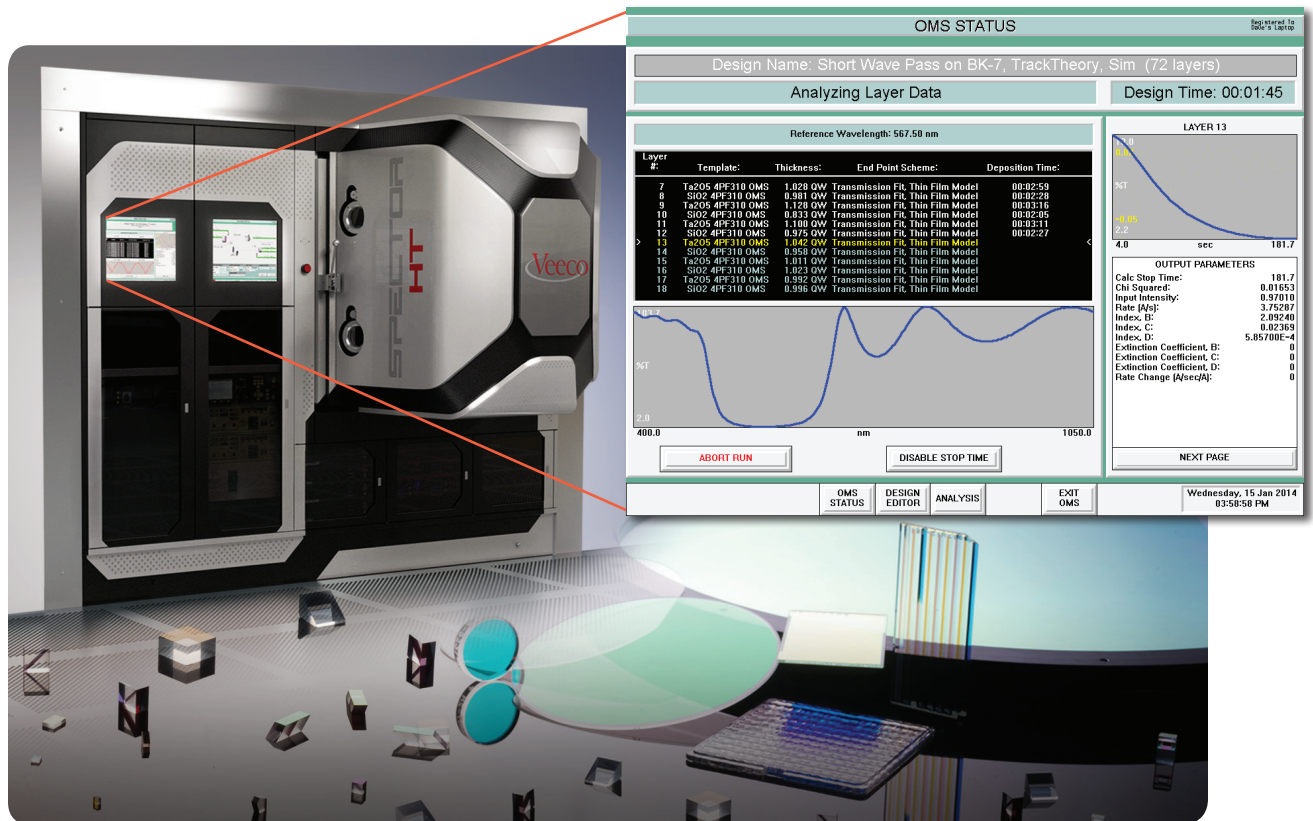 OMS STATUS
Registered To
Dave's Laptop
Design Name: Short Wave Pass on BK-7, TrackTheory, Sim (72 layers)
Analyzing Layer Data
Design Time: 00:01:45
Reference Wavelength: 567.50 nm
Layer #: Template: Thickness: End Point Scheme: Deposition Time:
7 Ta2O5 4PF310 OMS 1.028 QW Transmission Fit, Thin Film Model 00:02:59
8 SiO2 4PF310 OMS 0.981 QW Transmission Fit, Thin Film Model 00:02:28
9 Ta2O5 4PF310 OMS 1.128 QW Transmission Fit, Thin Film Model 00:03:16
10 SiO2 4PF310 OMS 0.833 QW Transmission Fit, Thin Film Model 00:02:05
11 Ta2O5 4PF310 OMS 1.100 QW Transmission Fit, Thin Film Model 00:03:11
12 SiO2 4PF310 OMS 0.975 QW Transmission Fit, Thin Film Model 00:02:27
> 13 Ta2O5 4PF310 OMS 1.042 QW Transmission Fit, Thin Film Model <
14 SiO2 4PF310 OMS 0.958 QW Transmission Fit, Thin Film Model
15 Ta2O5 4PF310 OMS 1.011 QW Transmission Fit, Thin Film Model
16 SiO2 4PF310 OMS 1.023 QW Transmission Fit, Thin Film Model
17 Ta2O5 4PF310 OMS 0.992 QW Transmission Fit, Thin Film Model
18 SiO2 4PF310 OMS 0.996 QW Transmission Fit, Thin Film Model
103.7
%T
2.0
400.0 nm 1050.0
ABORT RUN
DISABLE STOP TIME
LAYER 13
%T
-0.05
2.2
4.0 sec 181.7
OUTPUT PARAMETERS
Calc Stop Time: 181.7
Chi Squared: 0.01653
Input Intensity: 0.97010
Rate (A/s): 3.75287
Index, B: 2.09240
Index, C: 0.02369
Index, D: 5.85700E-4
Extinction Coefficient, B: 0
Extinction Coefficient, C: 0
Extinction Coefficient, D: 0
Rate Change (A/sec/A): 0
NEXT PAGE
OMS STATUS
DESIGN EDITOR
ANALYSIS
EXIT OMS
Wednesday, 15 Jan 2014
03:58:58 PM
SPECTOR
HT
Veeco